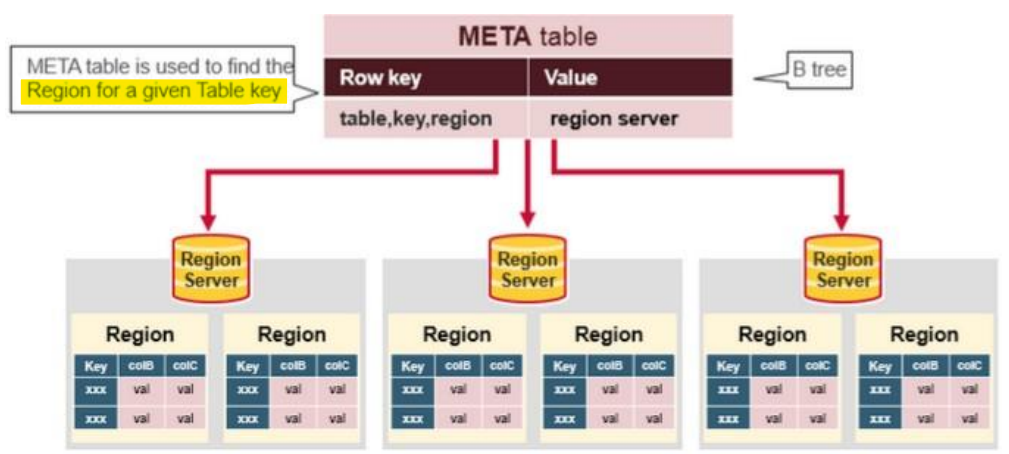 META table
META table is used to find the
Region for a given Table key
Row key Value
B tree
table,key,region region server
Region
Server
Region
Server
Region
Server
Region Region Region Region Region Region
Key colB colC Key colB colC Key colB colC Key colB colC Key colB colC Key colB colC
xxx val val xxx val val xxx val val xxx val val xxx val val xxx val val
xxx val val xxx val val xxx val val xxx val val xxx val val xxx val val